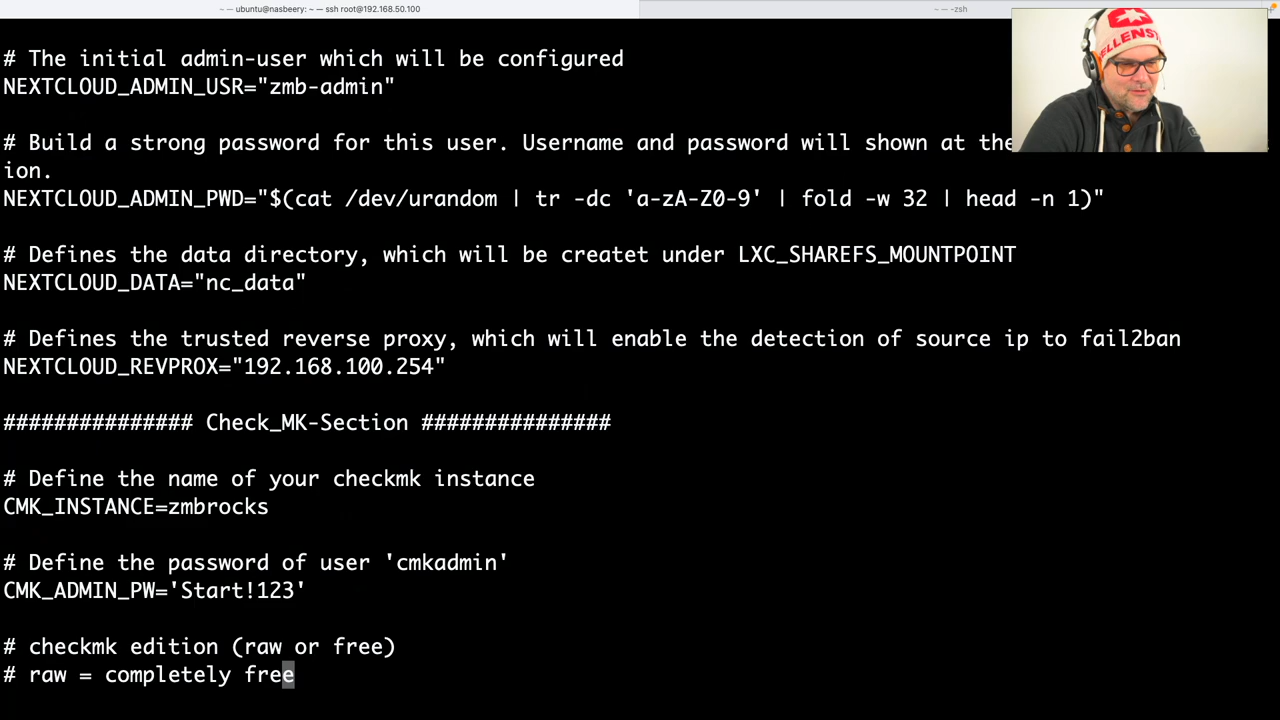 ~ — ubuntu@nasbeery: ~ — ssh root@192.168.50.100
~ — -zsh
# The initial admin-user which will be configured
NEXTCLOUD_ADMIN_USR="zmb-admin"
# Build a strong password for this user. Username and password will shown at the
ion.
NEXTCLOUD_ADMIN_PWD="$(cat /dev/urandom | tr -dc 'a-zA-Z0-9' | fold -w 32 | head -n 1)"
# Defines the data directory, which will be createt under LXC_SHAREFS_MOUNTPOINT
NEXTCLOUD_DATA="nc_data"
# Defines the trusted reverse proxy, which will enable the detection of source ip to fail2ban
NEXTCLOUD_REVPROX="192.168.100.254"
############### Check_MK-Section ###############
# Define the name of your checkmk instance
CMK_INSTANCE=zmbrocks
# Define the password of user 'cmkadmin'
CMK_ADMIN_PW='Start!123'
# checkmk edition (raw or free)
# raw = completely free
ELLENST